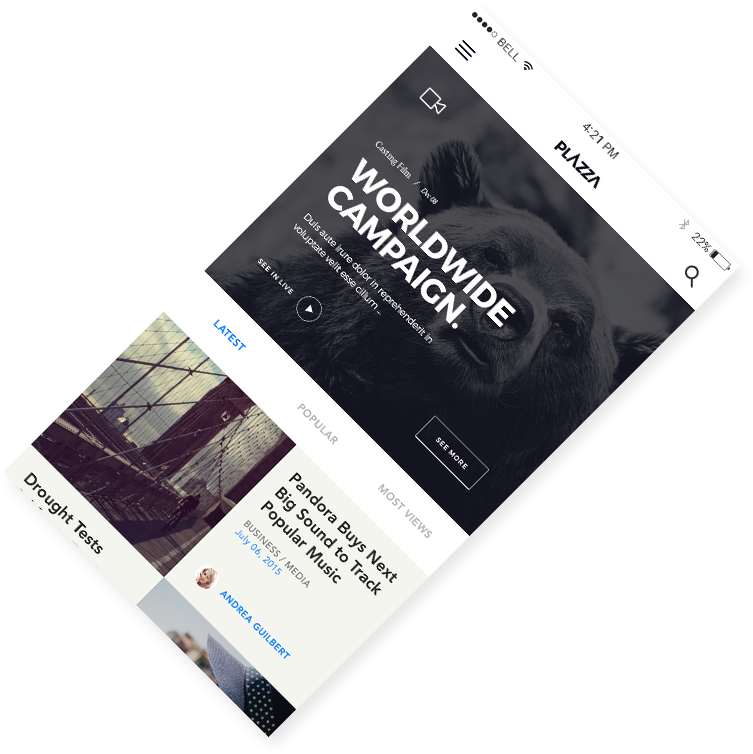 BELL
4:21 PM
22%
PLAZZA
Casting Film / Dec 08
WORLDWIDE
CAMPAIGN.
Duis aute irure dolor in reprehenderit in
voluptate velit esse cillum –
SEE IN LIVE
SEE MORE
LATEST
POPULAR
MOST VIEWS
Pandora Buys Next
Big Sound to Track
Popular Music
BUSINESS / MEDIA
July 06, 2015
ANDREA GUILBERT
Drought Tests